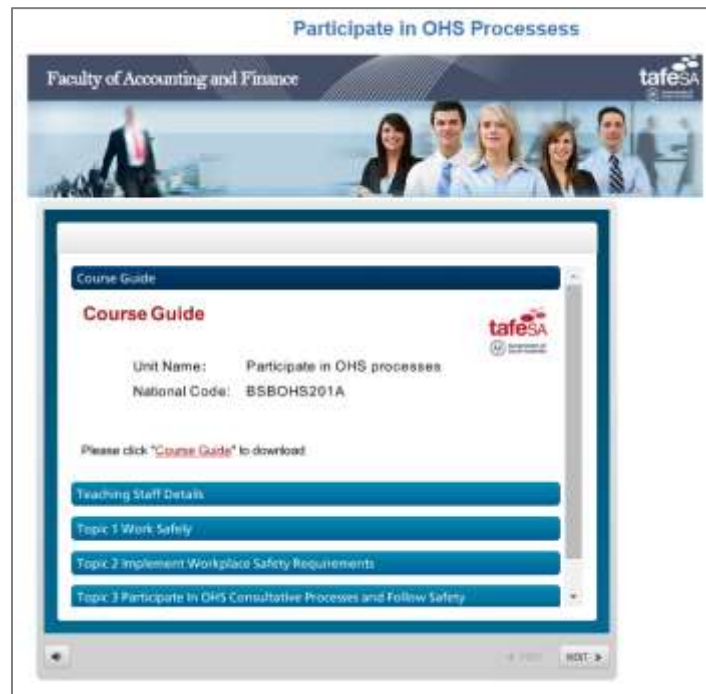 Participate in OHS Processess
Faculty of Accounting and Finance
tafeSA
Course Guide
Course Guide
tafeSA
Unit Name: Participate in OHS processes
National Code: BSBOHS201A
Please click "Course Guide" to download
Teaching Staff Details
Topic 1 Work Safely
Topic 2 Implement Workplace Safety Requirements
Topic 3 Participate In OHS Consultative Processes and Follow Safety
PREV NEXT